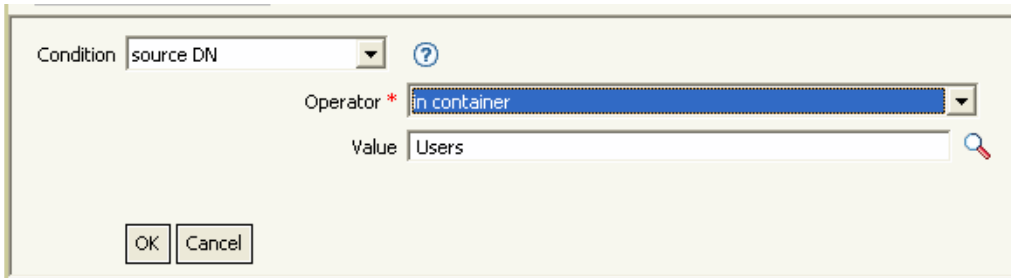 Condition source DN
Operator * in container
Value Users
OK Cancel